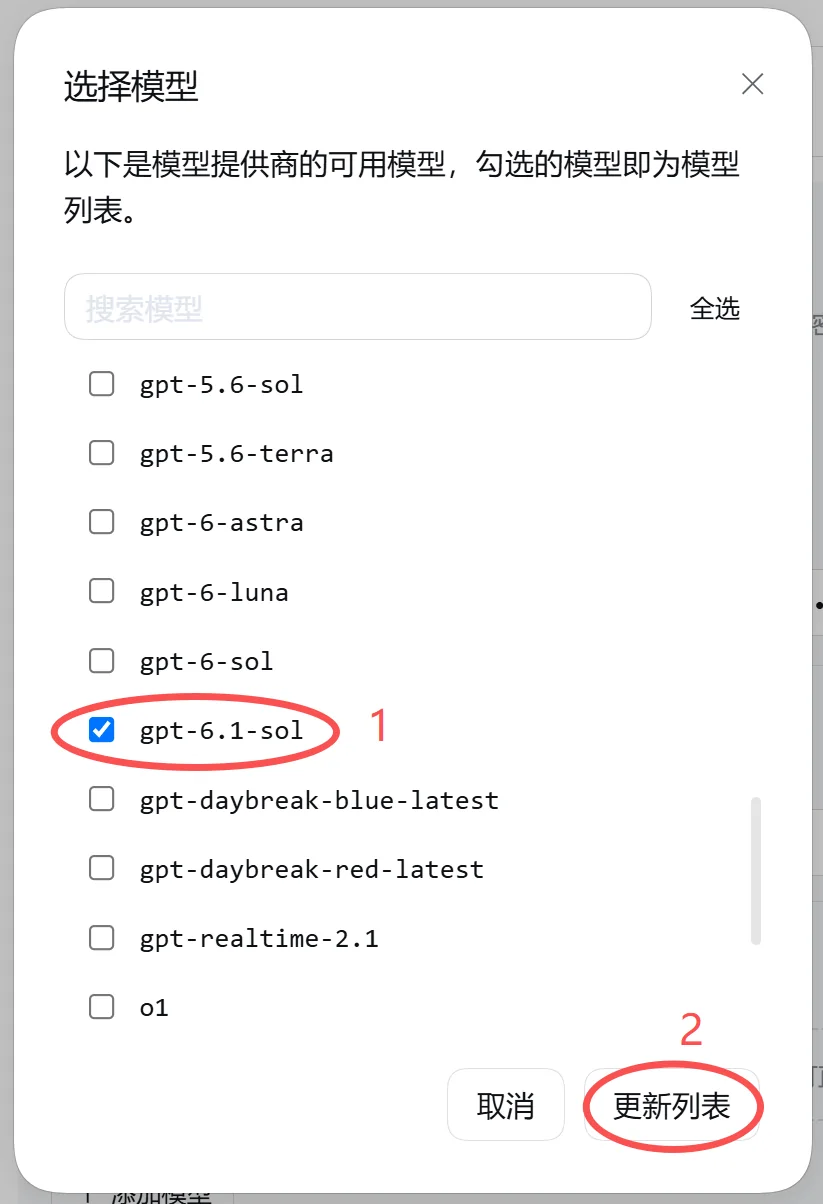 选择模型
以下是模型提供商的可用模型，勾选的模型即为模型
列表。
搜索模型
全选
gpt-5.6-sol
gpt-5.6-terra
gpt-6-astra
gpt-6-luna
gpt-6-sol
gpt-6.1-sol
1
gpt-daybreak-blue-latest
gpt-daybreak-red-latest
gpt-realtime-2.1
o1
2
取消
更新列表
添加模型